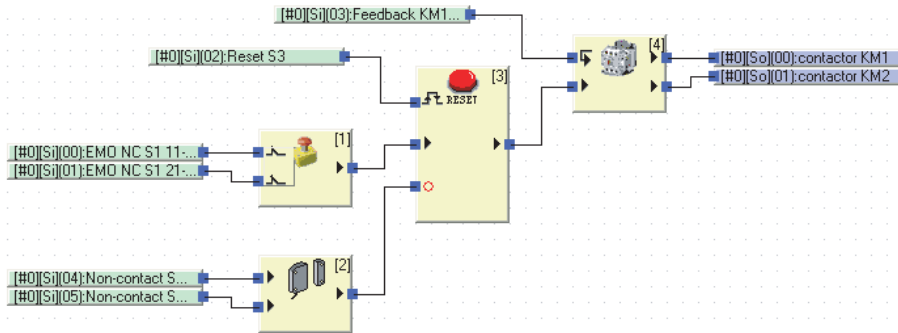 [#0][Si](03):Feedback KM1...
[4]
[#0][Si](02):Reset S3
[#0][So](00):contactor KM1
[3]
[#0][So](01):contactor KM2
RESET
[1]
[#0][Si](00):EMO NC S1 11-...
[#0][Si](01):EMO NC S1 21-...
[2]
[#0][Si](04):Non-contact S...
[#0][Si](05):Non-contact S...